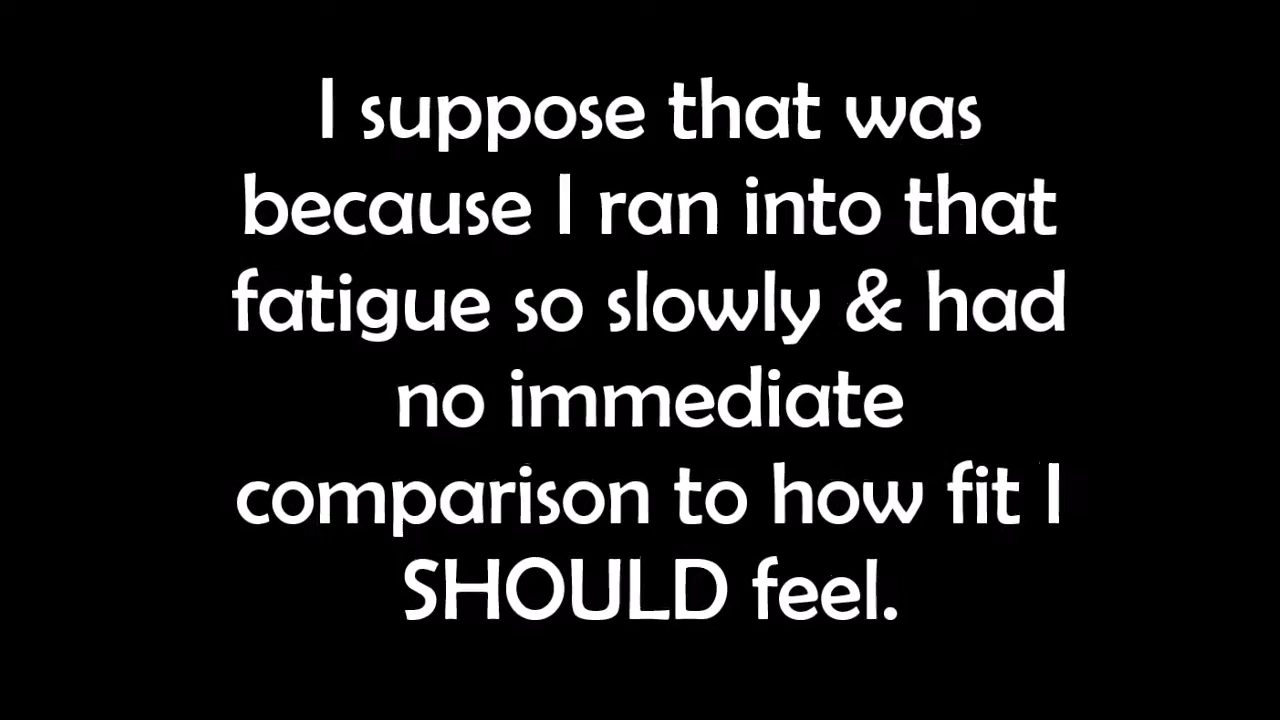 I suppose that was
because I ran into that
fatigue so slowly & had
no immediate
comparison to how fit I
SHOULD feel.